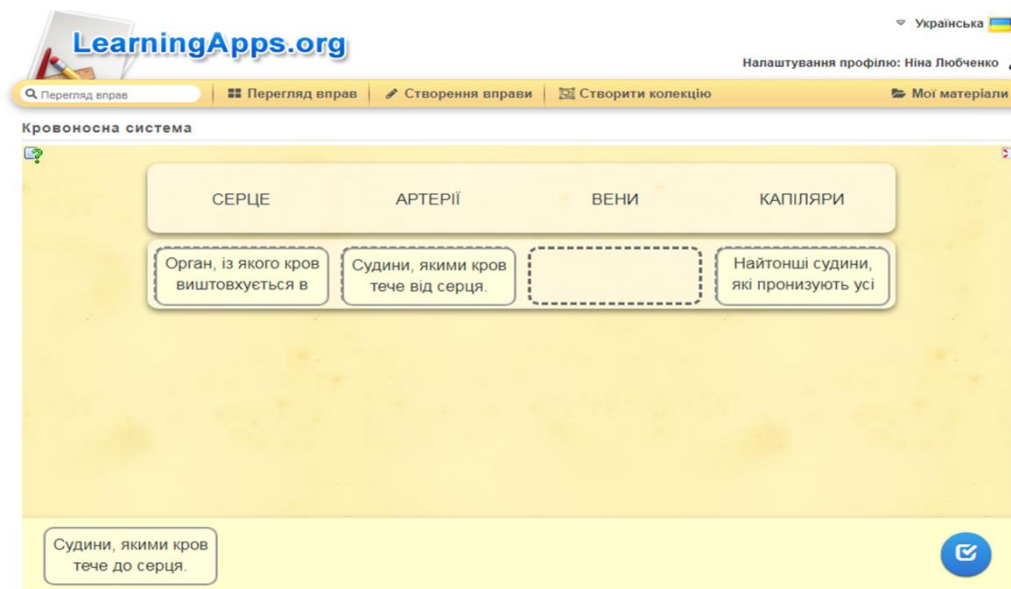 Українська
LearningApps.org
Налаштування профілю: Ніна Любченко
Перегляд вправ
Перегляд вправ
Створення вправи
Створити колекцію
Мої матеріали
Кровоносна система
СЕРЦЕ
АРТЕРІЇ
ВЕНИ
КАПІЛЯРИ
Орган, із якого кров
виштовхується в
Судини, якими кров
тече від серця.
Найтонші судини,
які пронизують усі
Судини, якими кров
тече до серця.